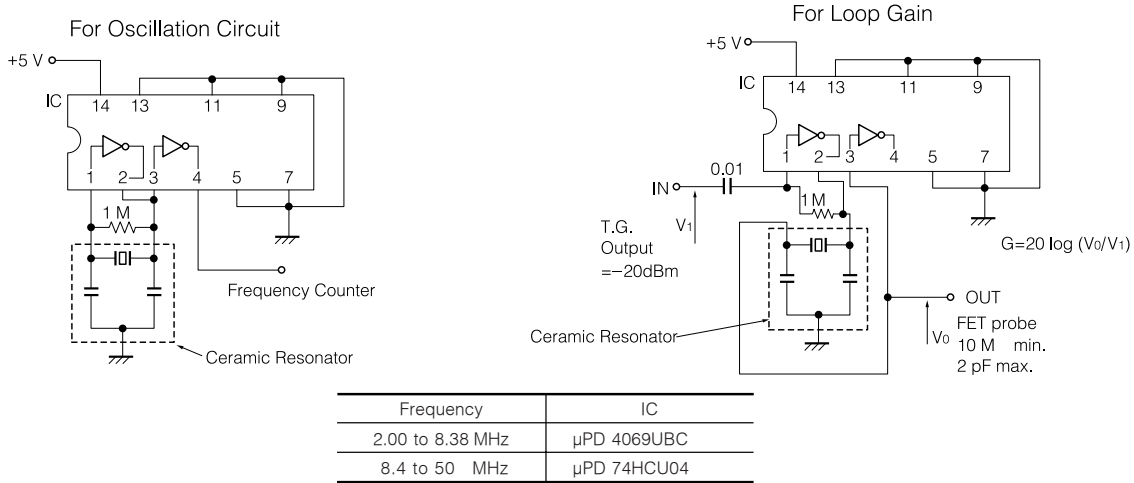 For Oscillation Circuit
+5 V
IC
14 13 11 9
1 2 3 4 5 7
1 M
Frequency Counter
Ceramic Resonator
For Loop Gain
+5 V
IC
14 13 11 9
1 2 3 4 5 7
0.01
IN
1 M
V1
T.G.
Output
=−20dBm
G=20 log (V0/V1)
OUT
Ceramic Resonator
V0
FET probe
10 M min.
2 pF max.
Frequency IC
2.00 to 8.38 MHz µPD 4069UBC
8.4 to 50 MHz µPD 74HCU04